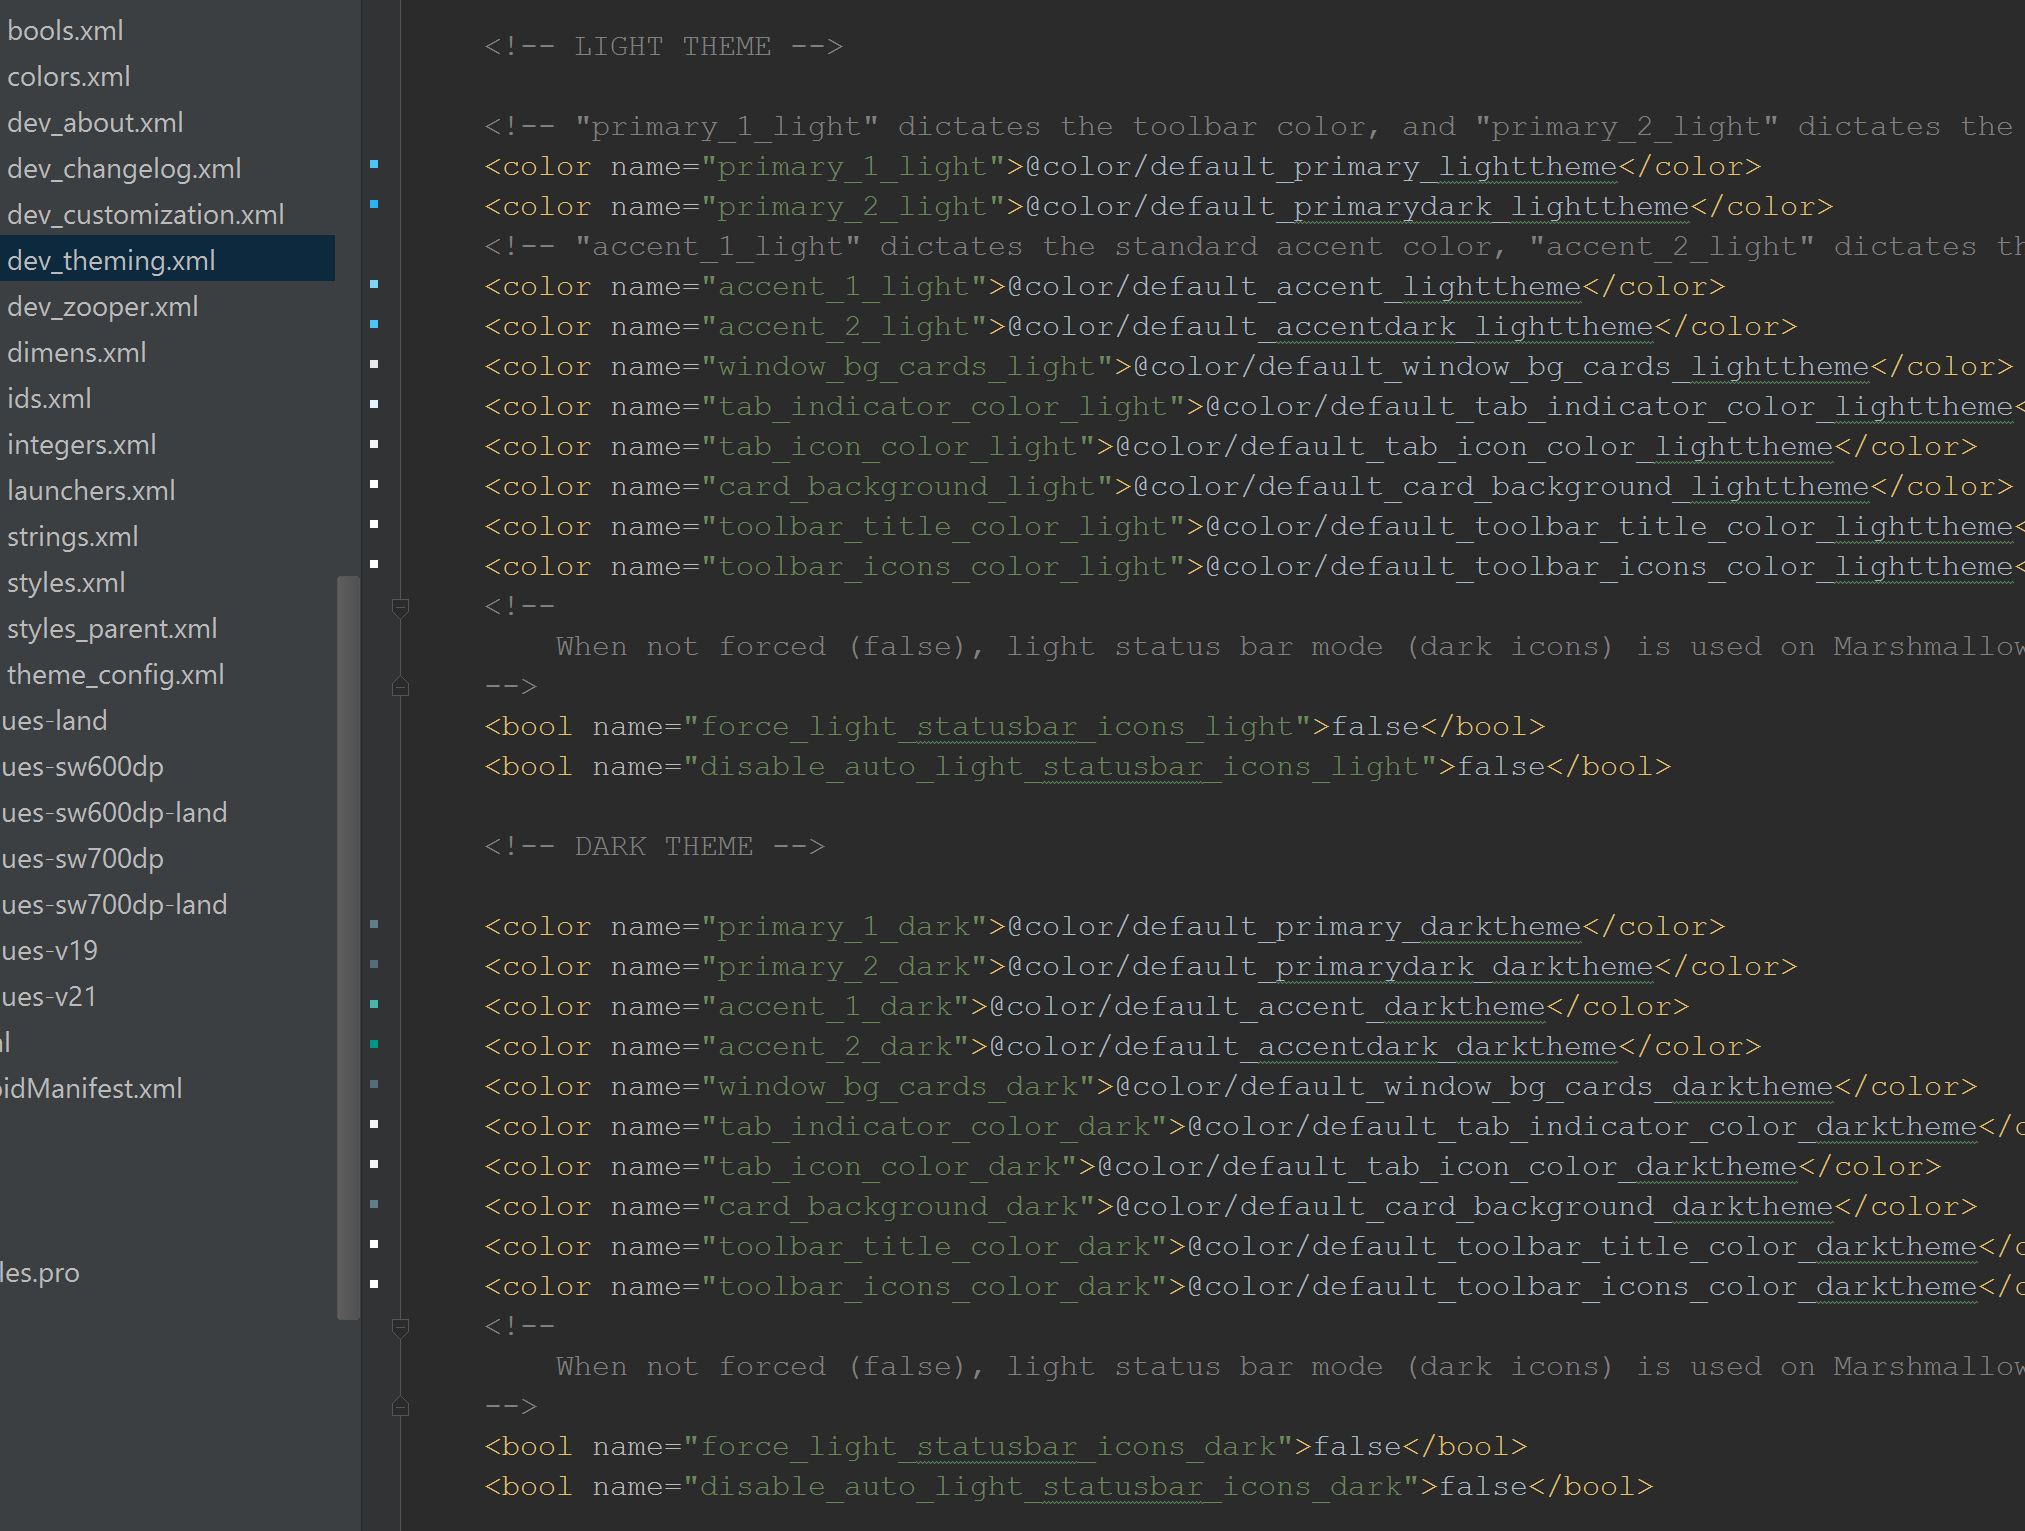 bools.xml
colors.xml
dev_about.xml
dev_changelog.xml
dev_customization.xml
dev_theming.xml
dev_zooper.xml
dimens.xml
ids.xml
integers.xml
launchers.xml
strings.xml
styles.xml
styles_parent.xml
theme_config.xml
ues-land
ues-sw600dp
ues-sw600dp-land
ues-sw700dp
ues-sw700dp-land
ues-v19
ues-v21
l
oidManifest.xml
les.pro
<!-- LIGHT THEME -->
<!-- "primary_1_light" dictates the toolbar color, and "primary_2_light" dictates the
<color name="primary_1_light">@color/default_primary_lighttheme</color>
<color name="primary_2_light">@color/default_primarydark_lighttheme</color>
<!-- "accent_1_light" dictates the standard accent color, "accent_2_light" dictates th
<color name="accent_1_light">@color/default_accent_lighttheme</color>
<color name="accent_2_light">@color/default_accentdark_lighttheme</color>
<color name="window_bg_cards_light">@color/default_window_bg_cards_lighttheme</color>
<color name="tab_indicator_color_light">@color/default_tab_indicator_color_lighttheme<
<color name="tab_icon_color_light">@color/default_tab_icon_color_lighttheme</color>
<color name="card_background_light">@color/default_card_background_lighttheme</color>
<color name="toolbar_title_color_light">@color/default_toolbar_title_color_lighttheme<
<color name="toolbar_icons_color_light">@color/default_toolbar_icons_color_lighttheme<
<!--
When not forced (false), light status bar mode (dark icons) is used on Marshmallow
-->
<bool name="force_light_statusbar_icons_light">false</bool>
<bool name="disable_auto_light_statusbar_icons_light">false</bool>
<!-- DARK THEME -->
<color name="primary_1_dark">@color/default_primary_darktheme</color>
<color name="primary_2_dark">@color/default_primarydark_darktheme</color>
<color name="accent_1_dark">@color/default_accent_darktheme</color>
<color name="accent_2_dark">@color/default_accentdark_darktheme</color>
<color name="window_bg_cards_dark">@color/default_window_bg_cards_darktheme</color>
<color name="tab_indicator_color_dark">@color/default_tab_indicator_color_darktheme</c
<color name="tab_icon_color_dark">@color/default_tab_icon_color_darktheme</color>
<color name="card_background_dark">@color/default_card_background_darktheme</color>
<color name="toolbar_title_color_dark">@color/default_toolbar_title_color_darktheme</c
<color name="toolbar_icons_color_dark">@color/default_toolbar_icons_color_darktheme</c
<!--
When not forced (false), light status bar mode (dark icons) is used on Marshmallow
-->
<bool name="force_light_statusbar_icons_dark">false</bool>
<bool name="disable_auto_light_statusbar_icons_dark">false</bool>